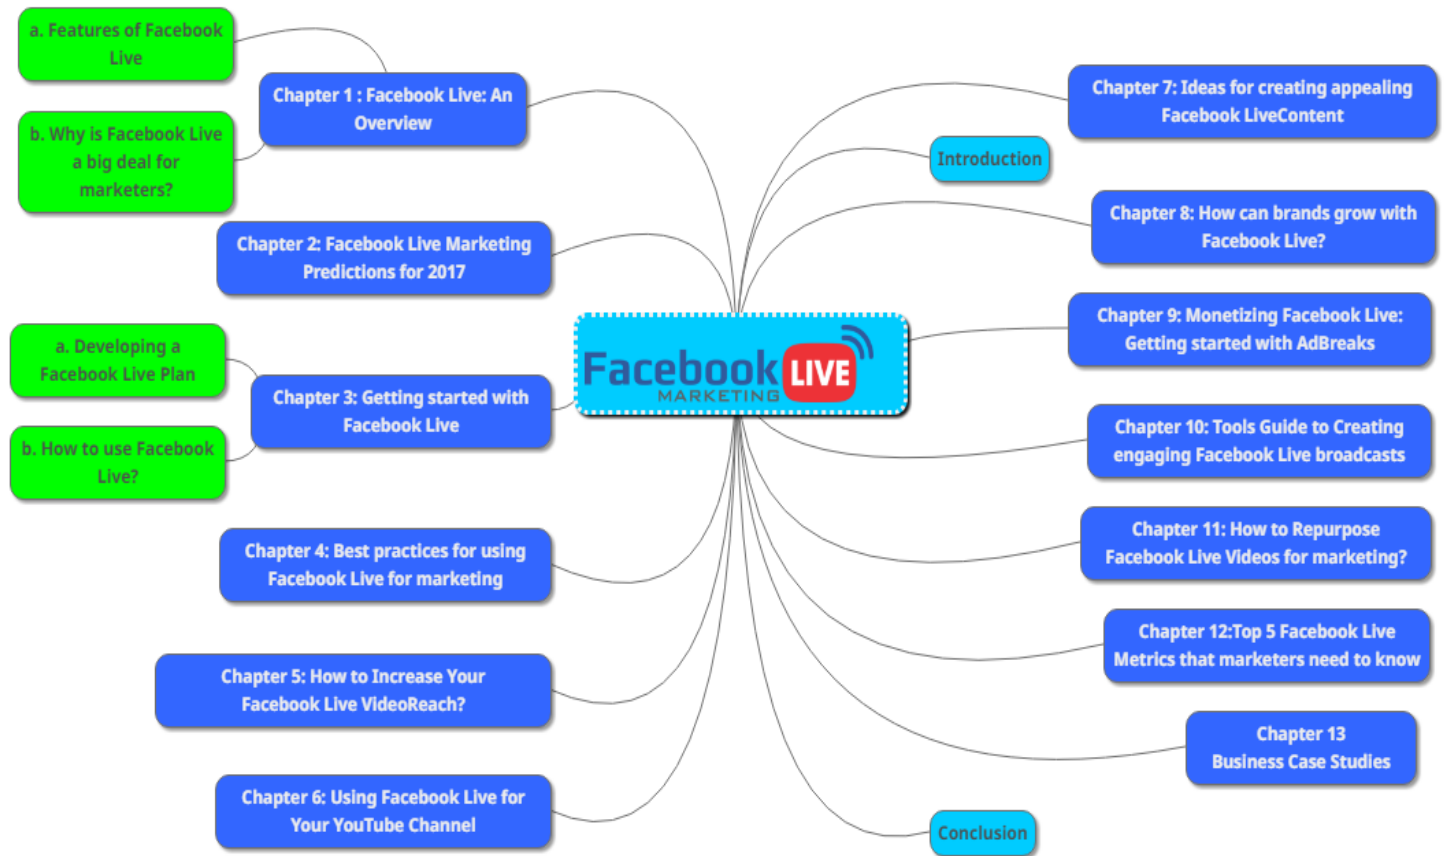 a. Features of Facebook
Live
b. Why is Facebook Live
a big deal for
marketers?
Chapter 1 : Facebook Live: An
Overview
Chapter 2: Facebook Live Marketing
Predictions for 2017
a. Developing a
Facebook Live Plan
b. How to use Facebook
Live?
Chapter 3: Getting started with
Facebook Live
Chapter 4: Best practices for using
Facebook Live for marketing
Chapter 5: How to Increase Your
Facebook Live VideoReach?
Chapter 6: Using Facebook Live for
Your YouTube Channel
Facebook LIVE
MARKETING
Chapter 7: Ideas for creating appealing
Facebook LiveContent
Introduction
Chapter 8: How can brands grow with
Facebook Live?
Chapter 9: Monetizing Facebook Live:
Getting started with AdBreaks
Chapter 10: Tools Guide to Creating
engaging Facebook Live broadcasts
Chapter 11: How to Repurpose
Facebook Live Videos for marketing?
Chapter 12:Top 5 Facebook Live
Metrics that marketers need to know
Chapter 13
Business Case Studies
Conclusion